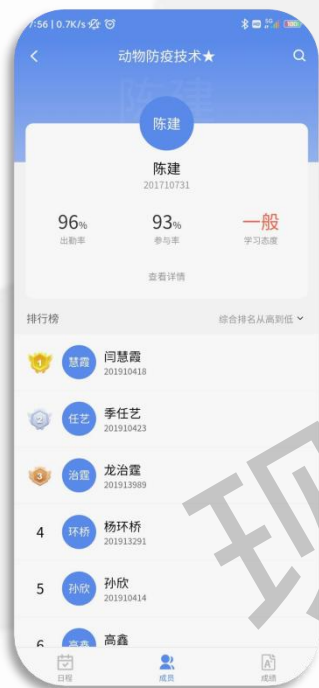 7:56 | 0.7K/s
动物防疫技术★
陈建
陈建
201710731
96% 93% 一般
出勤率 参与率 学习态度
查看详情
排行榜 综合排名从高到低
1 慧霞 闫慧霞
201910418
2 任艺 季任艺
201910423
3 治霆 龙治霆
201913989
4 环桥 杨环桥
201913291
5 孙欣 孙欣
201910414
6 高鑫 高鑫
日程 成员 成绩
现